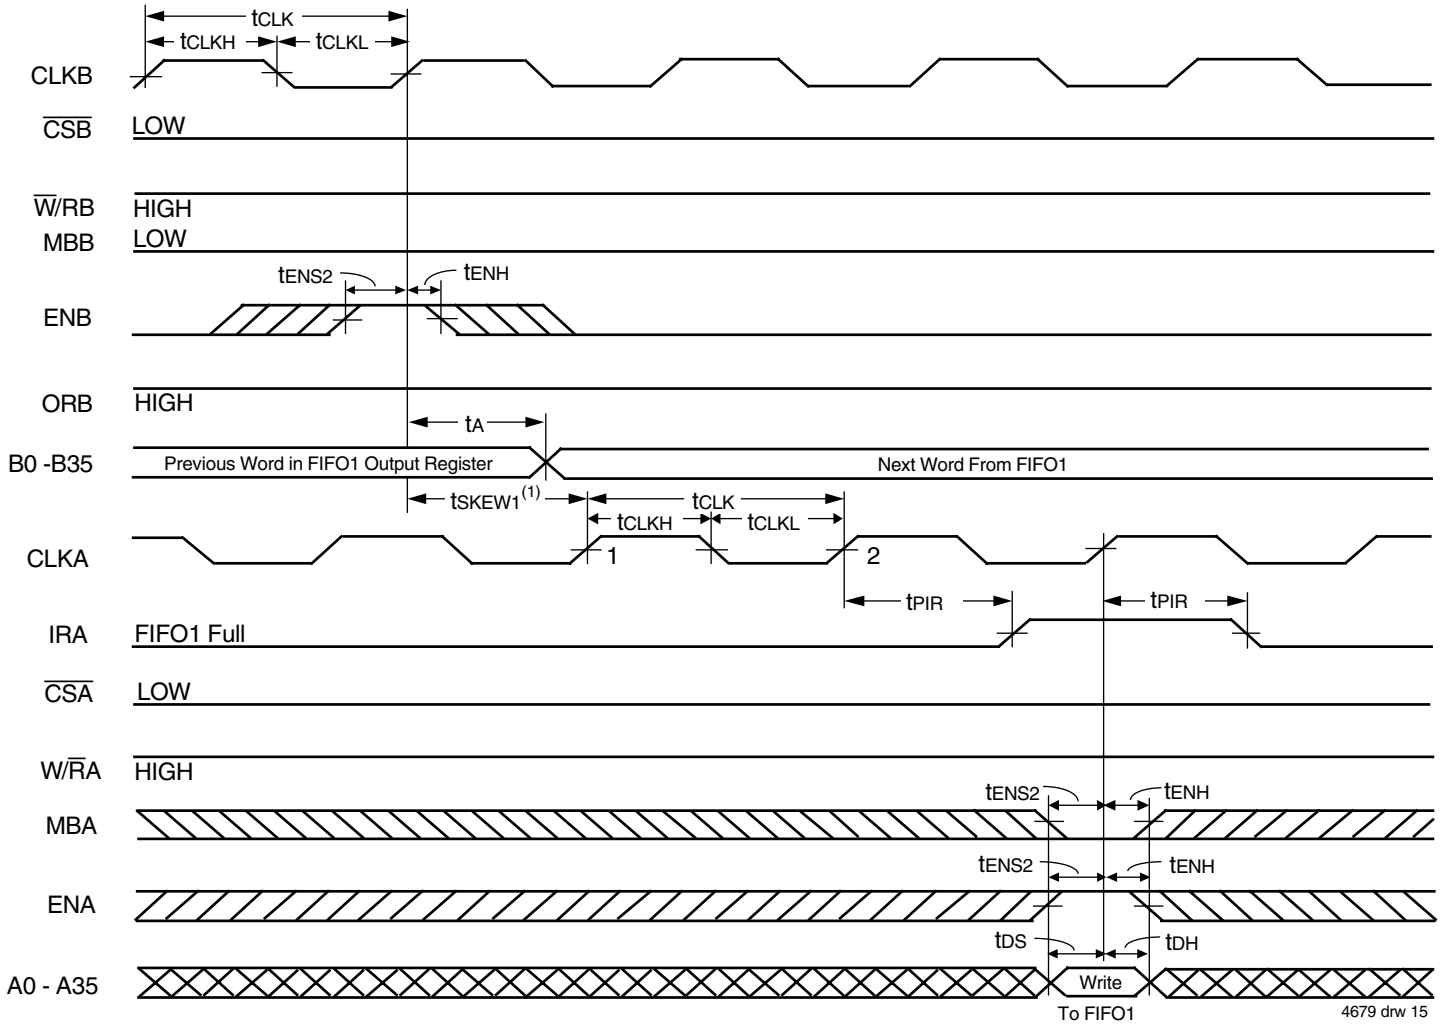 tCLK
tCLKH tCLKL
CLKB
CSB LOW
W/RB HIGH
MBB LOW
tENS2 tENH
ENB
ORB HIGH
tA
B0 -B35 Previous Word in FIFO1 Output Register Next Word From FIFO1
tSKEW1(1) tCLK
tCLKH tCLKL
CLKA 1 2
tPIR tPIR
IRA FIFO1 Full
CSA LOW
W/RA HIGH
tENS2 tENH
MBA
tENS2 tENH
ENA
tDS tDH
A0 - A35 Write
To FIFO1 4679 drw 15